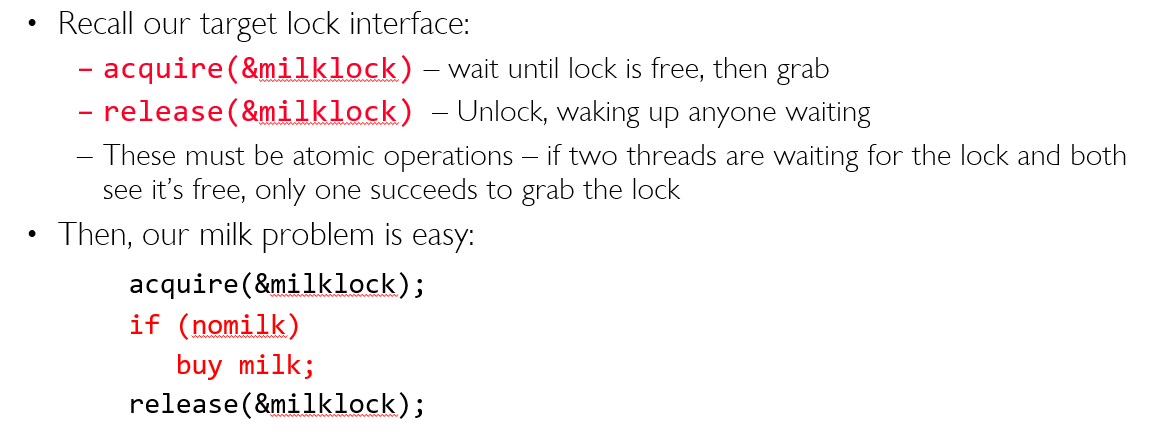 • Recall our target lock interface:
– acquire(&milklock) – wait until lock is free, then grab
– release(&milklock) – Unlock, waking up anyone waiting
– These must be atomic operations – if two threads are waiting for the lock and both
see it’s free, only one succeeds to grab the lock
• Then, our milk problem is easy:
acquire(&milklock);
if (nomilk)
buy milk;
release(&milklock);